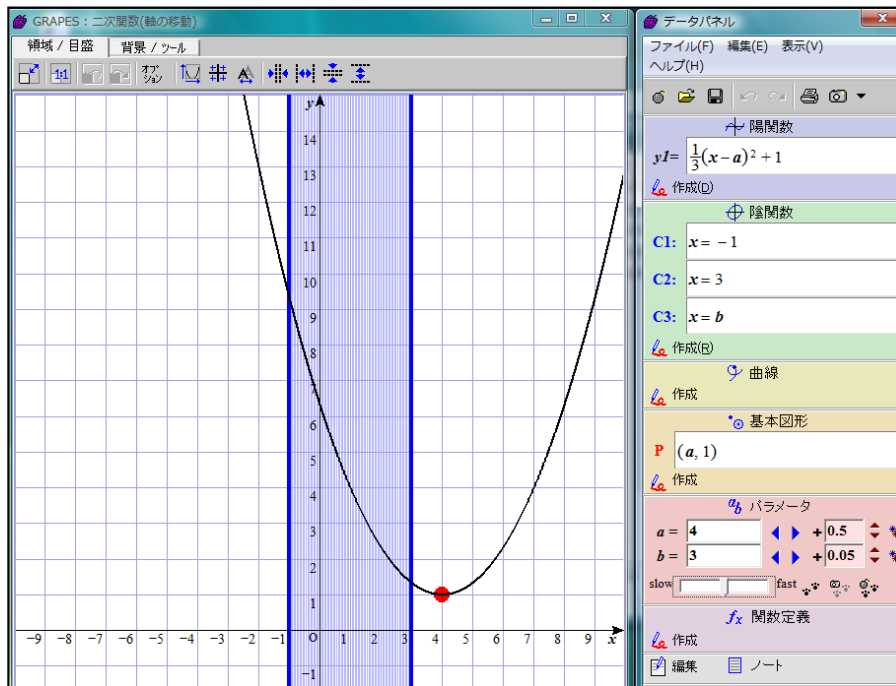 GRAPES：二次関数(軸の移動)
領域 / 目盛 背景 / ツール
1:1 オプション A
y
14
13
12
11
10
9
8
7
6
5
4
3
2
1
-9 -8 -7 -6 -5 -4 -3 -2 -1 O 1 2 3 4 5 6 7 8 9 x
-1
データパネル
ファイル(F) 編集(E) 表示(V)
ヘルプ(H)
陽関数
y1= 1/3(x-a)²+1
作成(D)
陰関数
C1: x=-1
C2: x=3
C3: x=b
作成(R)
曲線
作成
基本図形
P (a, 1)
作成
ab パラメータ
a= 4 +0.5
b= 3 +0.05
slow fast
fx 関数定義
作成
編集 ノート